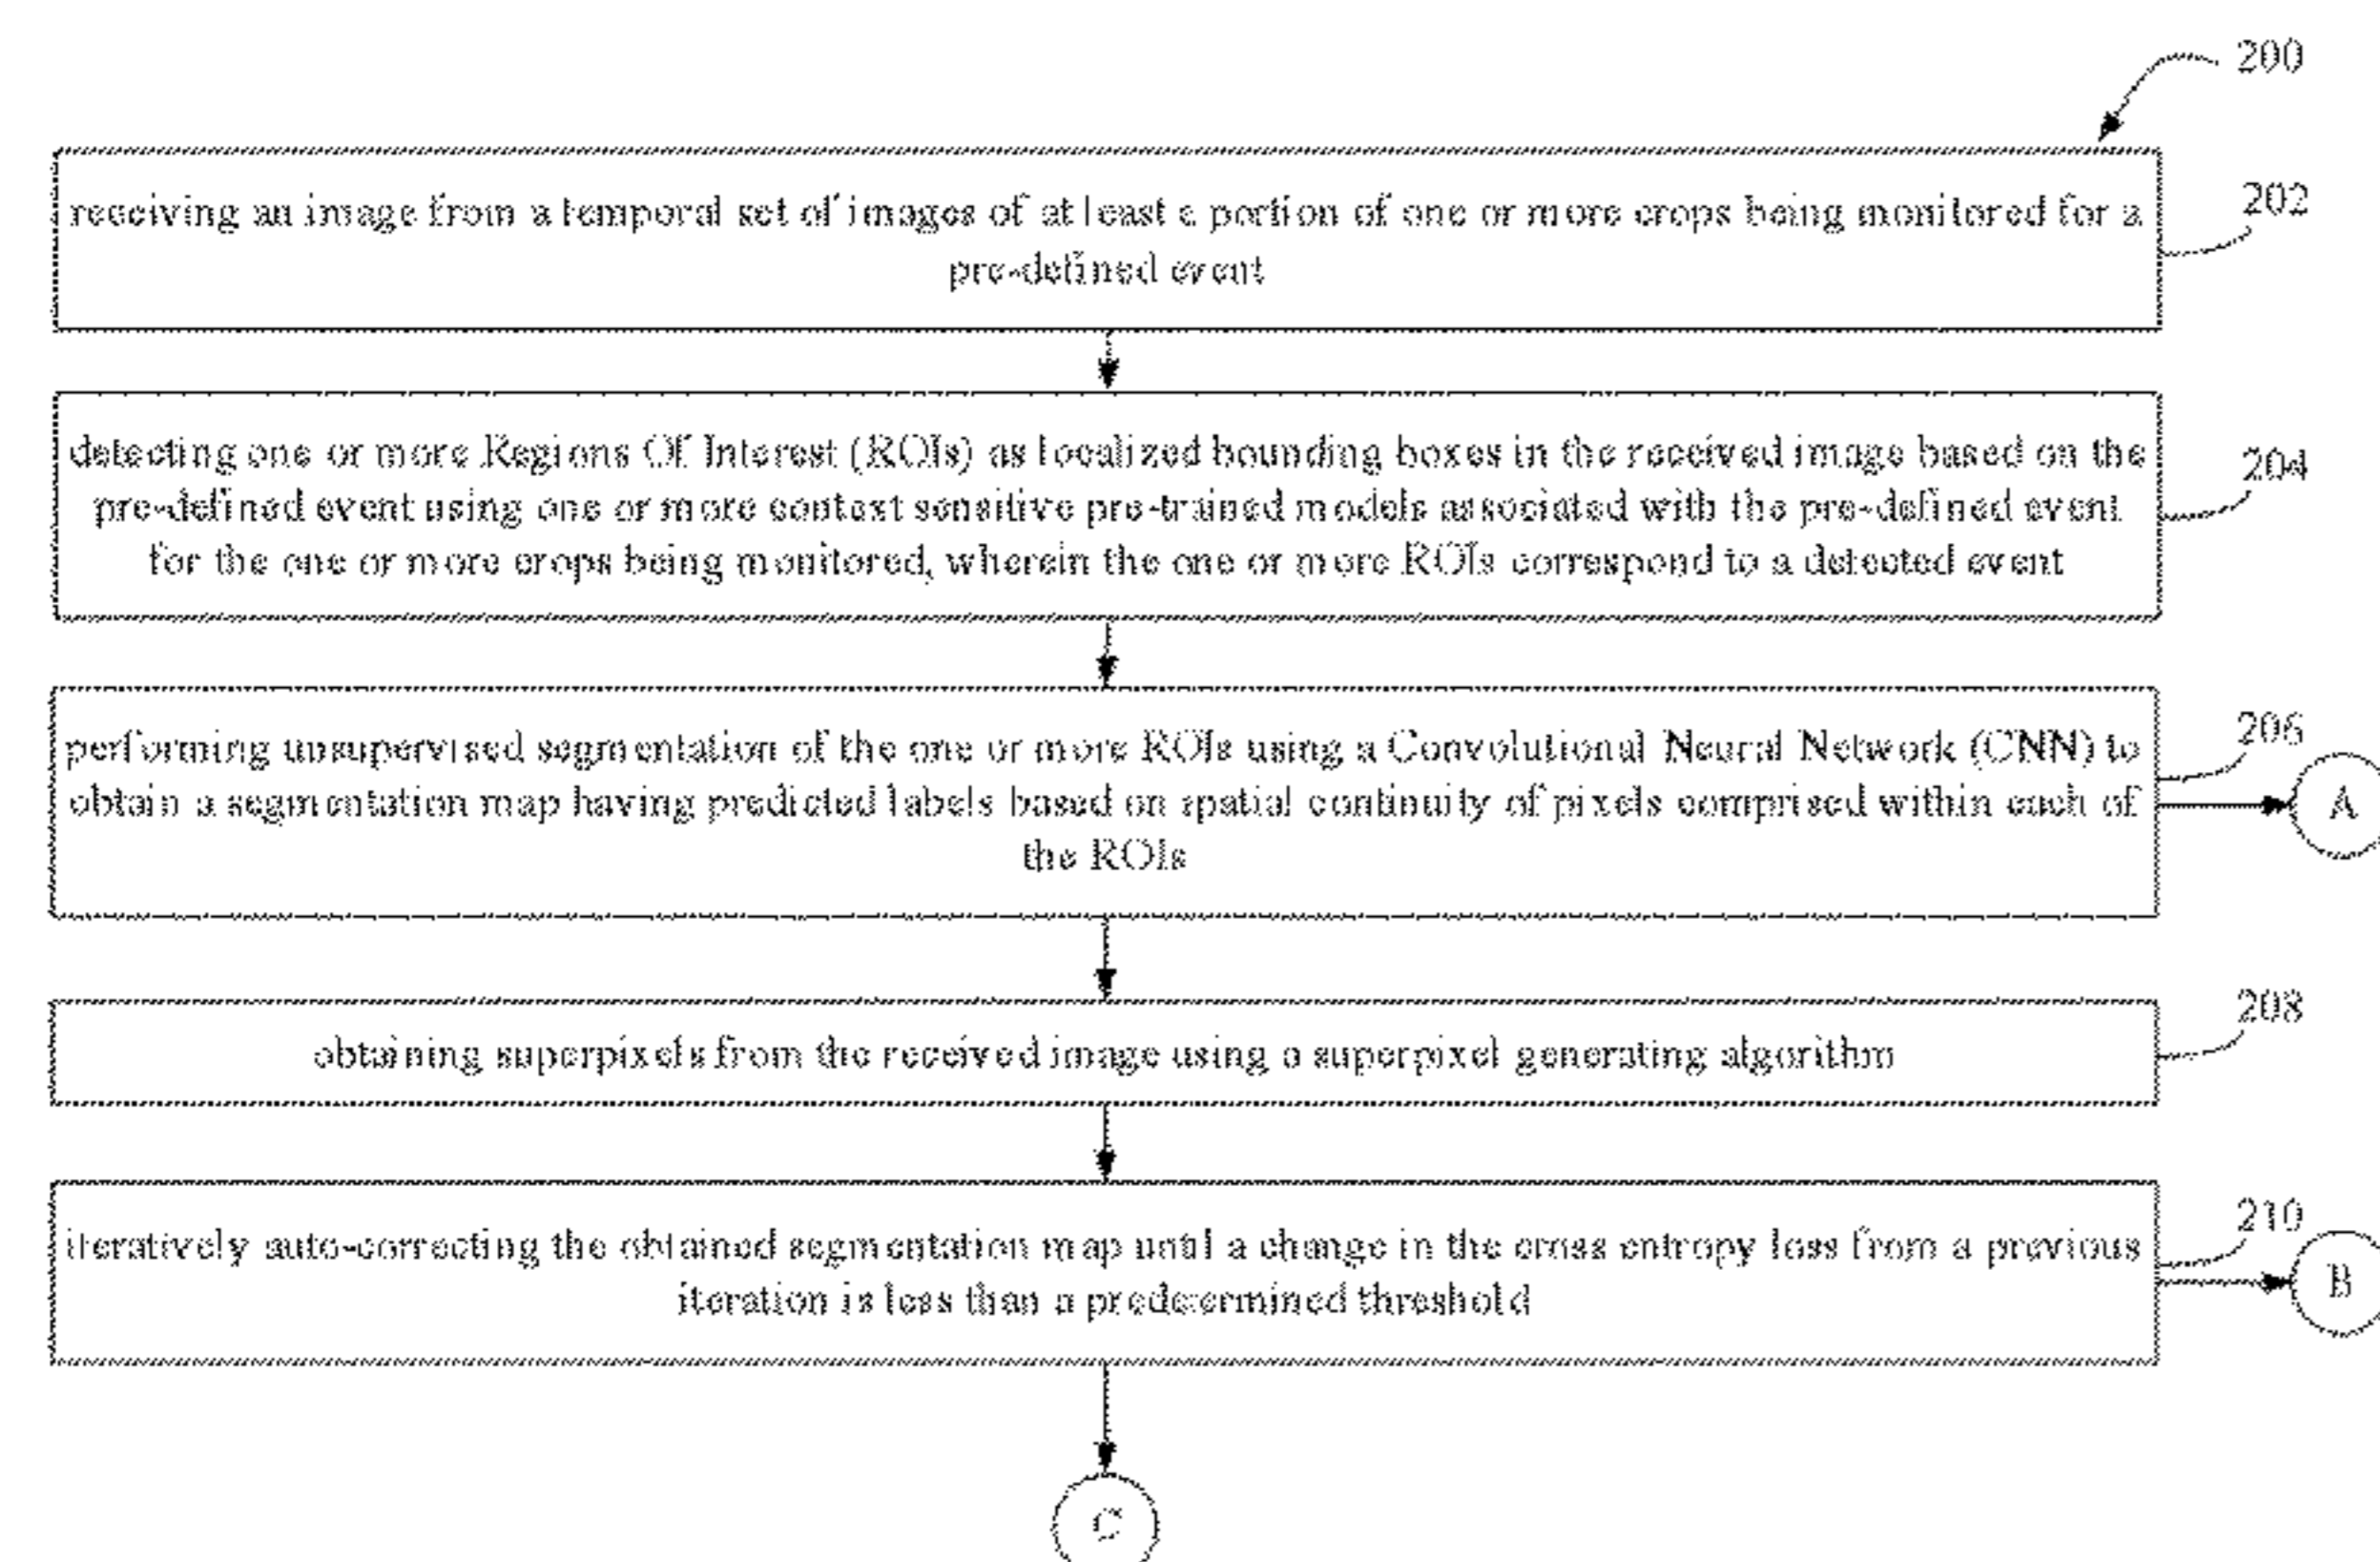 200
receiving an image from a temporal set of images of at least a portion of one or more crops being monitored for a
pre-defined event
202
detecting one or more Regions Of Interest (ROIs) as localized bounding boxes in the received image based on the
pre-defined event using one or more context sensitive pre-trained models associated with the pre-defined event
for the one or more crops being monitored, wherein the one or more ROIs correspond to a detected event
204
performing unsupervised segmentation of the one or more ROIs using a Convolutional Neural Network (CNN) to
obtain a segmentation map having predicted labels based on spatial continuity of pixels comprised within each of
the ROIs
206
A
obtaining superpixels from the received image using a superpixel generating algorithm
208
iteratively auto-correcting the obtained segmentation map until a change in the cross entropy loss from a previous
iteration is less than a predetermined threshold
210
B
C